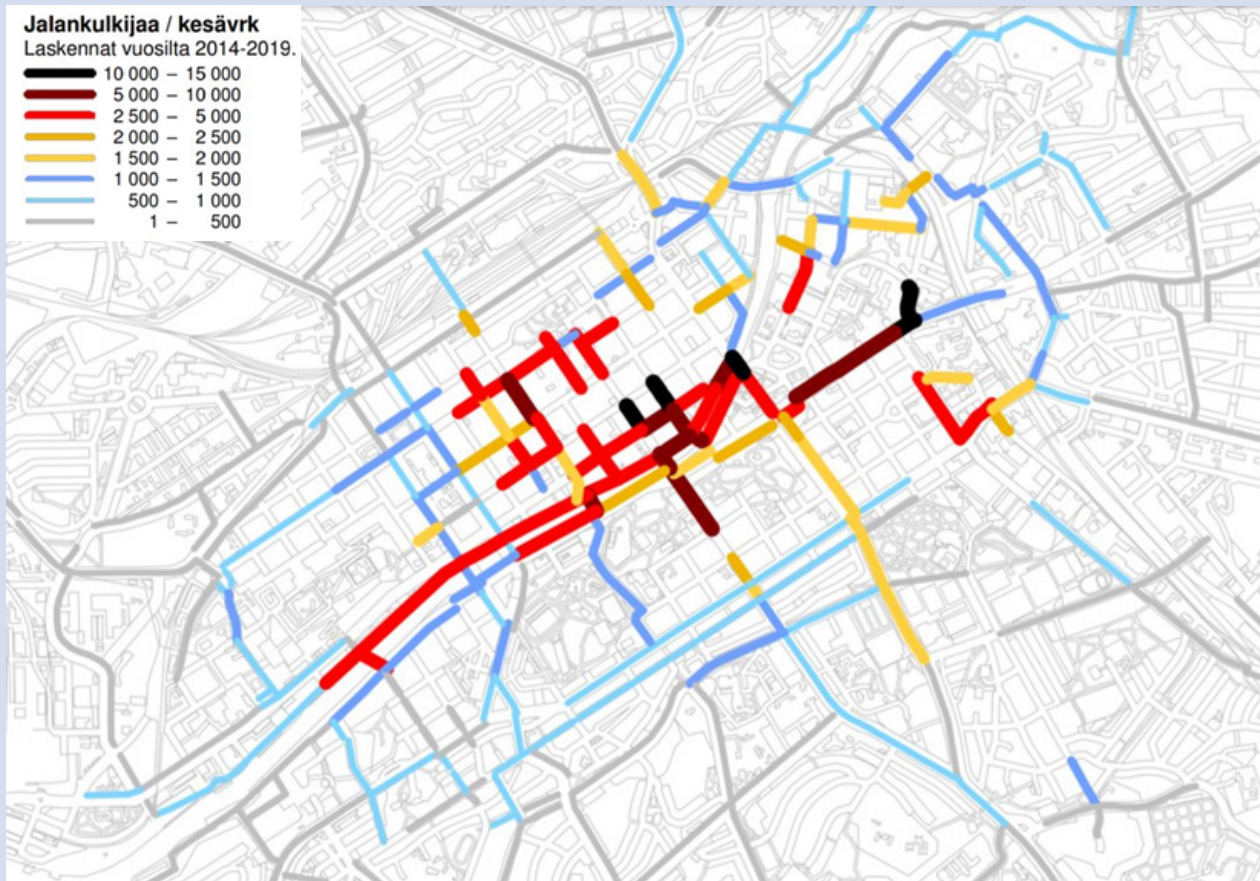 Jalankulkijaa / kesävrk
Laskennat vuosilta 2014-2019.
10 000 – 15 000
5 000 – 10 000
2 500 – 5 000
2 000 – 2 500
1 500 – 2 000
1 000 – 1 500
500 – 1 000
1 – 500